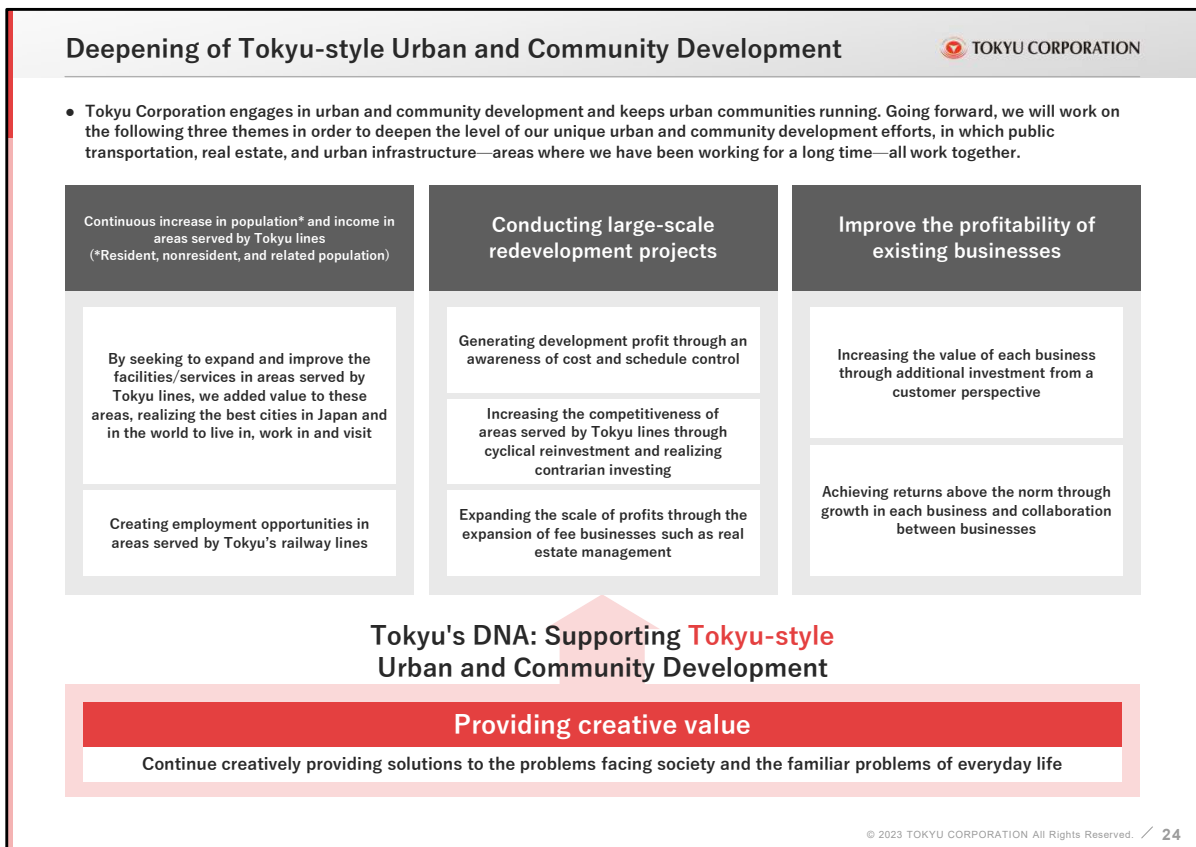 Deepening of Tokyu-style Urban and Community Development
TOKYU CORPORATION
● Tokyu Corporation engages in urban and community development and keeps urban communities running. Going forward, we will work on
the following three themes in order to deepen the level of our unique urban and community development efforts, in which public
transportation, real estate, and urban infrastructure—areas where we have been working for a long time—all work together.
Continuous increase in population* and income in
areas served by Tokyu lines
(*Resident, nonresident, and related population)
By seeking to expand and improve the
facilities/services in areas served by
Tokyu lines, we added value to these
areas, realizing the best cities in Japan and
in the world to live in, work in and visit
Creating employment opportunities in
areas served by Tokyu's railway lines
Conducting large-scale
redevelopment projects
Generating development profit through an
awareness of cost and schedule control
Increasing the competitiveness of
areas served by Tokyu lines through
cyclical reinvestment and realizing
contrarian investing
Expanding the scale of profits through the
expansion of fee businesses such as real
estate management
Improve the profitability of
existing businesses
Increasing the value of each business
through additional investment from a
customer perspective
Achieving returns above the norm through
growth in each business and collaboration
between businesses
Tokyu's DNA: Supporting Tokyu-style
Urban and Community Development
Providing creative value
Continue creatively providing solutions to the problems facing society and the familiar problems of everyday life
© 2023 TOKYU CORPORATION All Rights Reserved. / 24